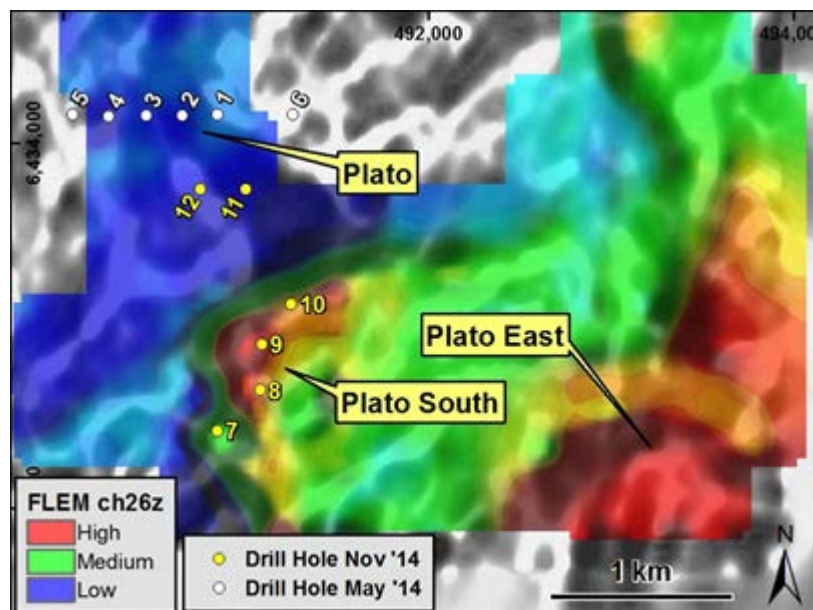 492,000
494,0
5
4
3
2
1
6
6,434,000
Plato
12
11
10
9
8
7
Plato East
Plato South
0
FLEM ch26z
High
Medium
Low
Drill Hole Nov '14
Drill Hole May '14
1 km
N